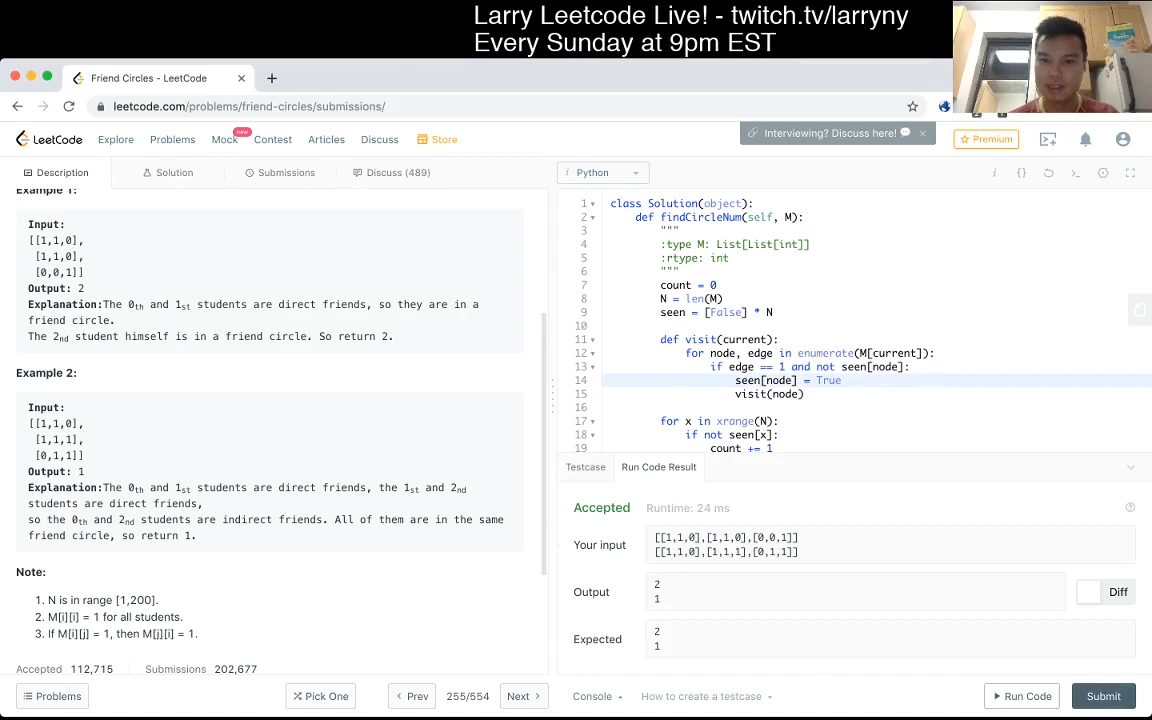 Larry Leetcode Live! - twitch.tv/larryny
Every Sunday at 9pm EST
Friend Circles - LeetCode
leetcode.com/problems/friend-circles/submissions/
LeetCode Explore Problems Mock new Contest Articles Discuss Store
Interviewing? Discuss here!
Premium
Description Solution Submissions Discuss (489)
Python
Example 1:
Input:
[[1,1,0],
[1,1,0],
[0,0,1]]
Output: 2
Explanation:The 0th and 1st students are direct friends, so they are in a
friend circle.
The 2nd student himself is in a friend circle. So return 2.
Example 2:
Input:
[[1,1,0],
[1,1,1],
[0,1,1]]
Output: 1
Explanation:The 0th and 1st students are direct friends, the 1st and 2nd
students are direct friends,
so the 0th and 2nd students are indirect friends. All of them are in the same
friend circle, so return 1.
Note:
1. N is in range [1,200].
2. M[i][i] = 1 for all students.
3. If M[i][j] = 1, then M[j][i] = 1.
Accepted 112,715 Submissions 202,677
Problems Pick One Prev 255/554 Next
1 class Solution(object):
2 def findCircleNum(self, M):
3 """
4 :type M: List[List[int]]
5 :rtype: int
6 """
7 count = 0
8 N = len(M)
9 seen = [False] * N
10
11 def visit(current):
12 for node, edge in enumerate(M[current]):
13 if edge == 1 and not seen[node]:
14 seen[node] = True
15 visit(node)
16
17 for x in xrange(N):
18 if not seen[x]:
19 count += 1
Testcase Run Code Result
Accepted Runtime: 24 ms
Your input
[[1,1,0],[1,1,0],[0,0,1]]
[[1,1,0],[1,1,1],[0,1,1]]
Output
2
1
Diff
Expected
2
1
Console How to create a testcase Run Code Submit